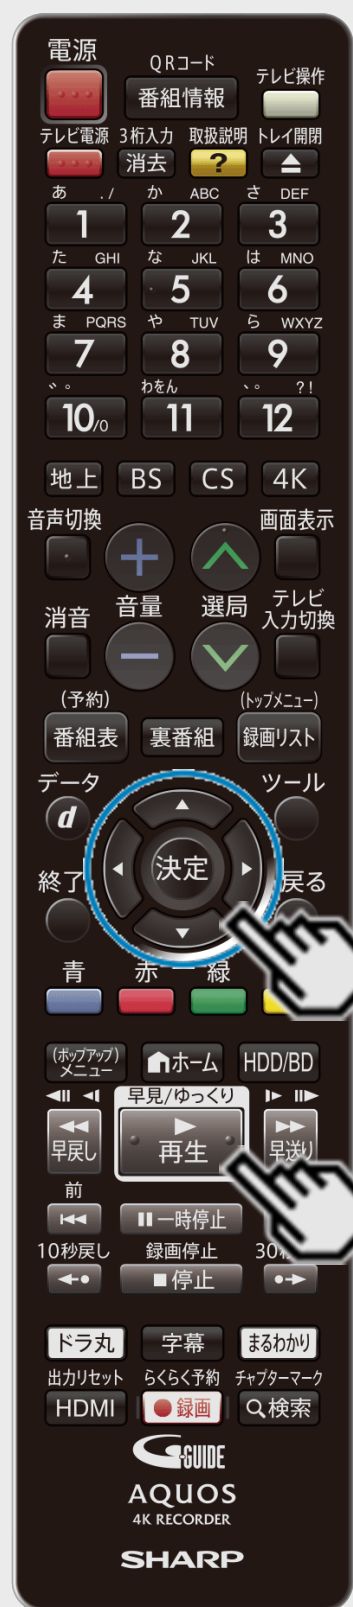 電源
QRコード
番組情報
テレビ操作
テレビ電源 3桁入力 取扱説明 トレイ開閉
消去 ?
あ ./ か ABC さ DEF
1 2 3
た GHI な JKL は MNO
4 5 6
ま PQRS や TUV ら WXYZ
7 8 9
゛゜ わをん 、。 ?!
10/0 11 12
地上 BS CS 4K
音声切換 画面表示
+
消音 音量 選局 テレビ入力切換
−
(予約) (トップメニュー)
番組表 裏番組 録画リスト
データ ツール
d
決定
終了 戻る
青 赤 緑
(ポップアップ)
メニュー ホーム HDD/BD
早見/ゆっくり
早戻し 再生 早送り
前
一時停止
10秒戻し 録画停止 30秒
停止
ドラ丸 字幕 まるわかり
出力リセット らくらく予約 チャプターマーク
HDMI 録画 検索
G-GUIDE
AQUOS
4K RECORDER
SHARP